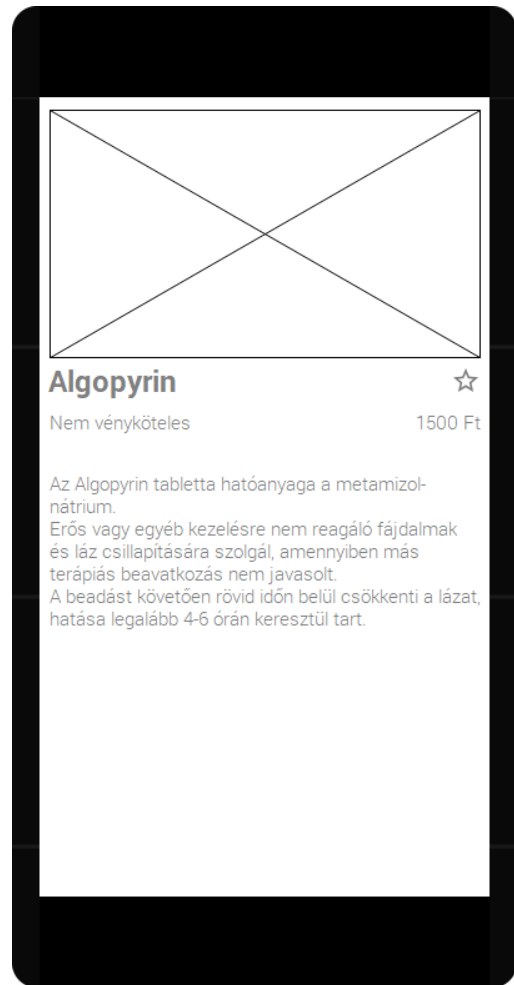 Algopyrin
Nem vényköteles 1500 Ft
Az Algopyrin tabletta hatóanyaga a metamizol-
nátrium.
Erős vagy egyéb kezelésre nem reagáló fájdalmak
és láz csillapítására szolgál, amennyiben más
terápiás beavatkozás nem javasolt.
A beadást követően rövid időn belül csökkenti a lázat,
hatása legalább 4-6 órán keresztül tart.